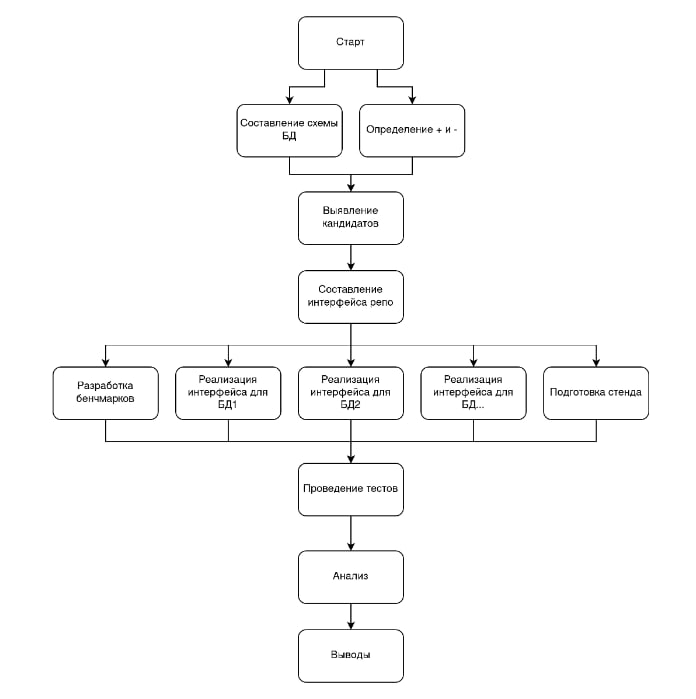 Старт
Составление схемы
БД
Определение + и -
Выявление
кандидатов
Составление
интерфейса репо
Разработка
бенчмарков
Реализация
интерфейса для
БД1
Реализация
интерфейса для
БД2
Реализация
интерфейса для
БД...
Подготовка стенда
Проведение тестов
Анализ
Выводы